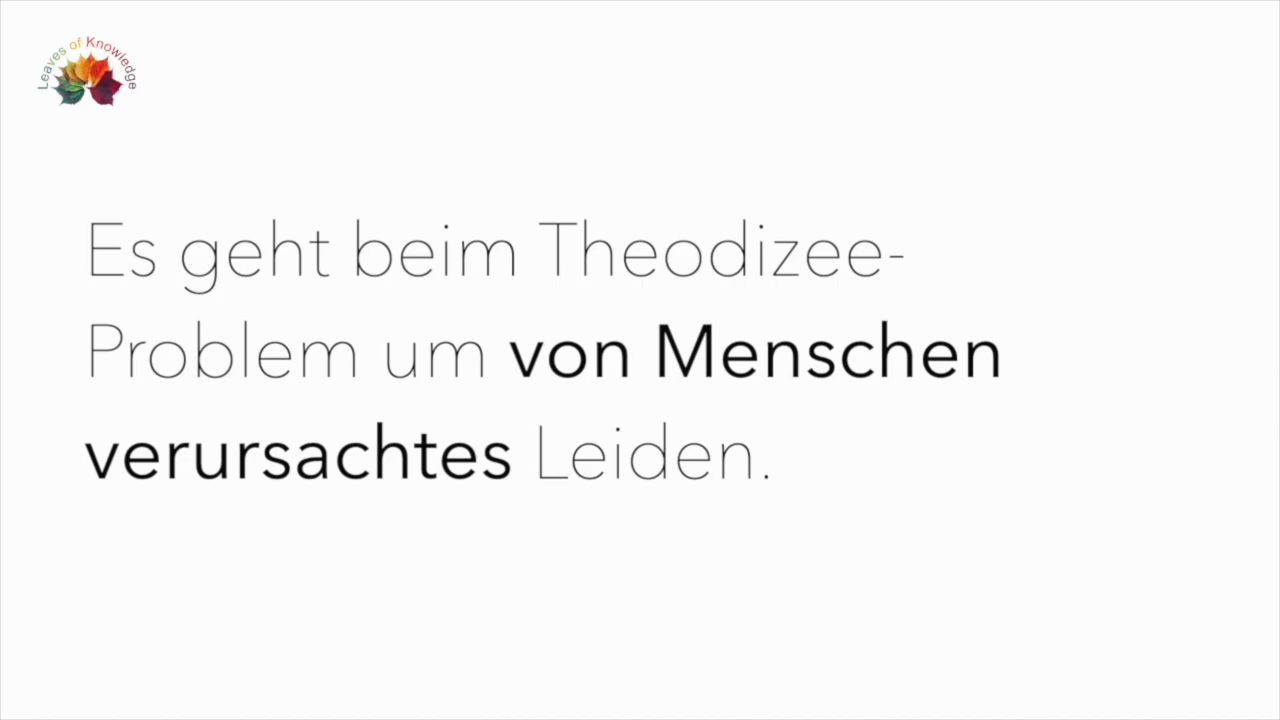 Leaves of Knowledge
Es geht beim Theodizee-
Problem um von Menschen
verursachtes Leiden.